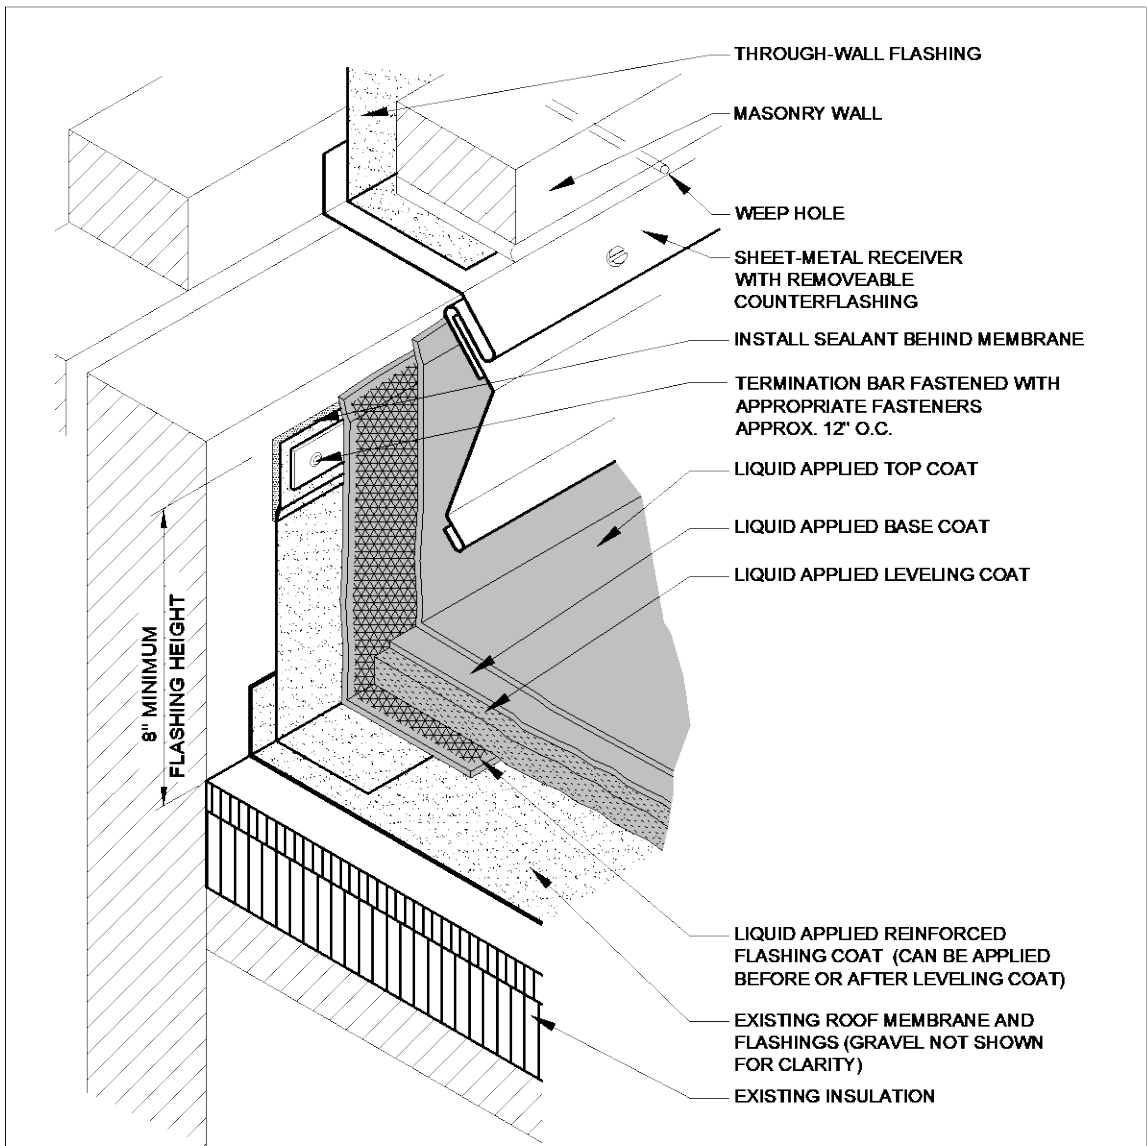 THROUGH-WALL FLASHING
MASONRY WALL
WEEP HOLE
SHEET-METAL RECEIVER
WITH REMOVEABLE
COUNTERFLASHING
INSTALL SEALANT BEHIND MEMBRANE
TERMINATION BAR FASTENED WITH
APPROPRIATE FASTENERS
APPROX. 12" O.C.
LIQUID APPLIED TOP COAT
LIQUID APPLIED BASE COAT
LIQUID APPLIED LEVELING COAT
8" MINIMUM
FLASHING HEIGHT
LIQUID APPLIED REINFORCED
FLASHING COAT (CAN BE APPLIED
BEFORE OR AFTER LEVELING COAT)
EXISTING ROOF MEMBRANE AND
FLASHINGS (GRAVEL NOT SHOWN
FOR CLARITY)
EXISTING INSULATION